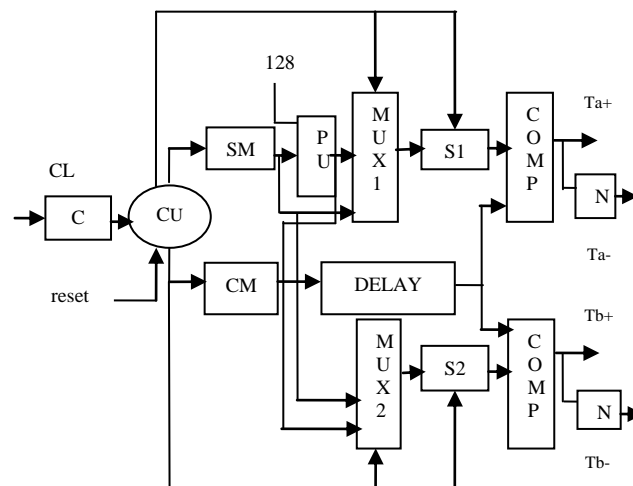 128
Ta+
M
U
X
1
P
U
C
O
M
P
SM
S1
CL
C
CU
N
Ta-
reset
CM
DELAY
Tb+
M
U
X
2
S2
C
O
M
P
N
Tb-